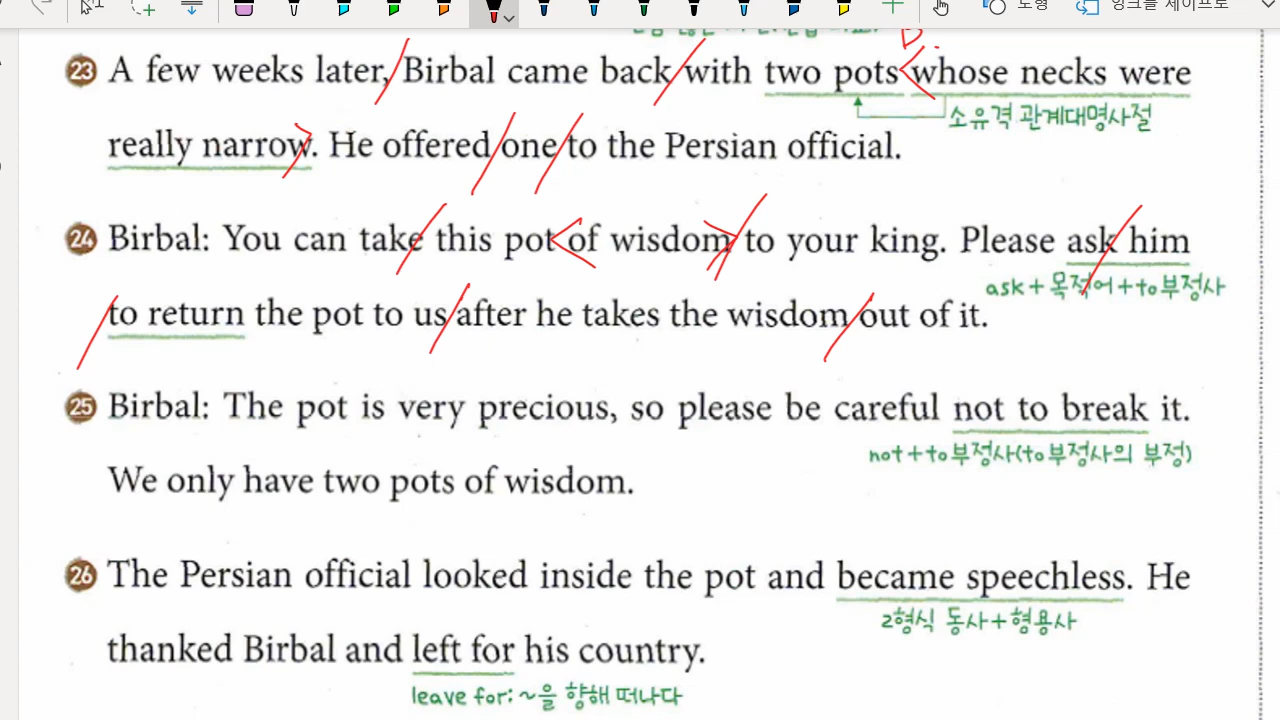 도형
잉크를 셰이프로
23 A few weeks later, Birbal came back with two pots whose necks were
소유격 관계대명사절
really narrow. He offered one to the Persian official.
24 Birbal: You can take this pot of wisdom to your king. Please ask him
ask+목적어+to부정사
to return the pot to us after he takes the wisdom out of it.
25 Birbal: The pot is very precious, so please be careful not to break it.
not+to부정사(to부정사의 부정)
We only have two pots of wisdom.
26 The Persian official looked inside the pot and became speechless. He
2형식 동사+형용사
thanked Birbal and left for his country.
leave for: ~을 향해 떠나다